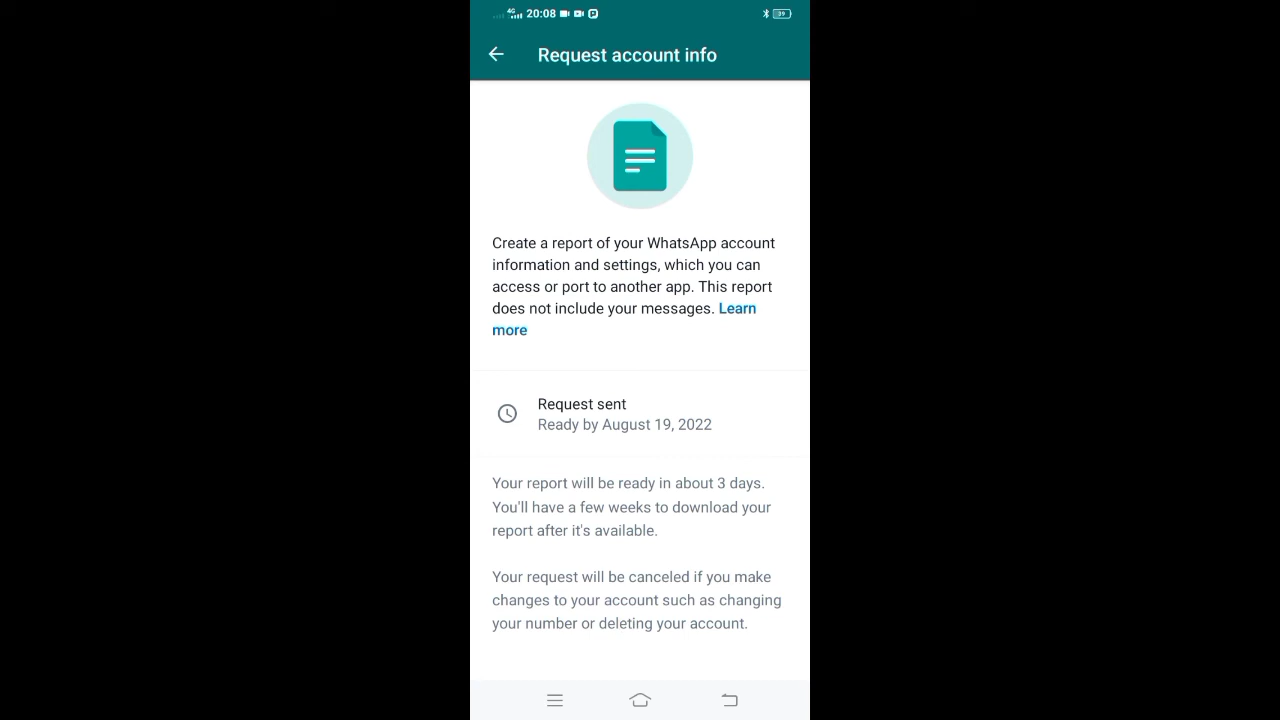 4G 20:08 39
Request account info
Create a report of your WhatsApp account
information and settings, which you can
access or port to another app. This report
does not include your messages. Learn
more
Request sent
Ready by August 19, 2022
Your report will be ready in about 3 days.
You'll have a few weeks to download your
report after it's available.
Your request will be canceled if you make
changes to your account such as changing
your number or deleting your account.